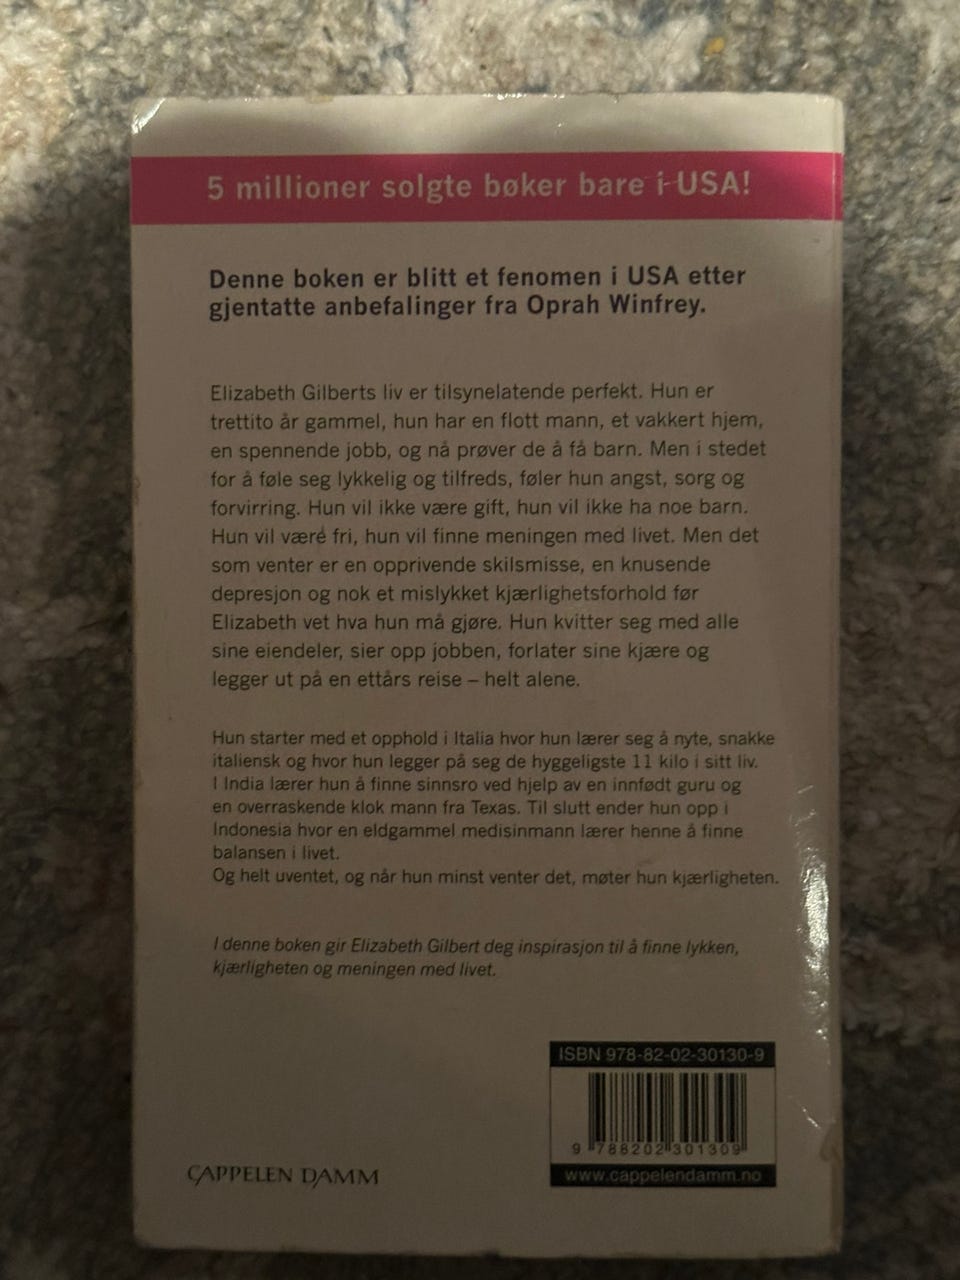 5 millioner solgte bøker bare i USA!
Denne boken er blitt et fenomen i USA etter
gjentatte anbefalinger fra Oprah Winfrey.
Elizabeth Gilberts liv er tilsynelatende perfekt. Hun er
trettito år gammel, hun har en flott mann, et vakkert hjem,
en spennende jobb, og nå prøver de å få barn. Men i stedet
for å føle seg lykkelig og tilfreds, føler hun angst, sorg og
forvirring. Hun vil ikke være gift, hun vil ikke ha noe barn.
Hun vil være fri, hun vil finne meningen med livet. Men det
som venter er en opprivende skilsmisse, en knusende
depresjon og nok et mislykket kjærlighetsforhold før
Elizabeth vet hva hun må gjøre. Hun kvitter seg med alle
sine eiendeler, sier opp jobben, forlater sine kjære og
legger ut på en ettårs reise – helt alene.
Hun starter med et opphold i Italia hvor hun lærer seg å nyte, snakke
italiensk og hvor hun legger på seg de hyggeligste 11 kilo i sitt liv.
I India lærer hun å finne sinnsro ved hjelp av en innfødt guru og
en overraskende klok mann fra Texas. Til slutt ender hun opp i
Indonesia hvor en eldgammel medisinmann lærer henne å finne
balansen i livet.
Og helt uventet, og når hun minst venter det, møter hun kjærligheten.
I denne boken gir Elizabeth Gilbert deg inspirasjon til å finne lykken,
kjærligheten og meningen med livet.
ISBN 978-82-02-30130-9
9 788202 301309
www.cappelendamm.no
CAPPELEN DAMM